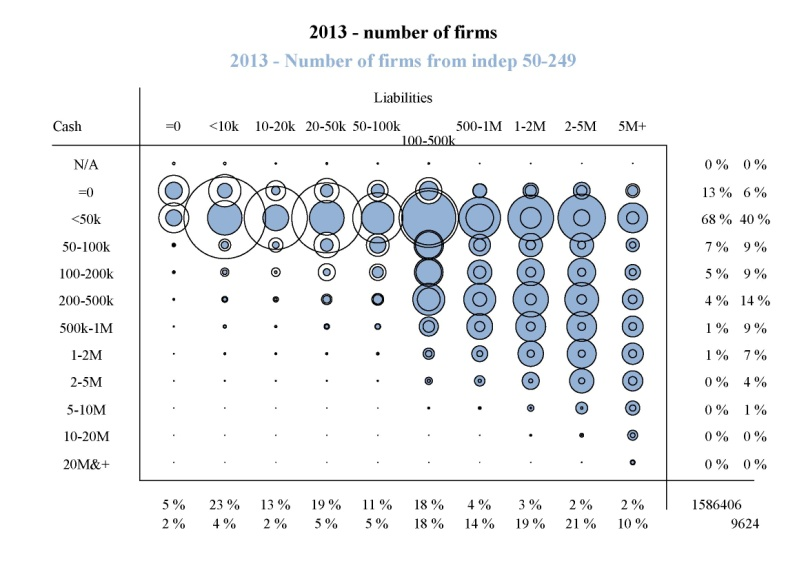 2013 - number of firms
2013 - Number of firms from indep 50-249
Liabilities
Cash =0 <10k 10-20k 20-50k 50-100k 100-500k 500-1M 1-2M 2-5M 5M+
N/A 0 % 0 %
=0 13 % 6 %
<50k 68 % 40 %
50-100k 7 % 9 %
100-200k 5 % 9 %
200-500k 4 % 14 %
500k-1M 1 % 9 %
1-2M 1 % 7 %
2-5M 0 % 4 %
5-10M 0 % 1 %
10-20M 0 % 0 %
20M&+ 0 % 0 %
5 % 23 % 13 % 19 % 11 % 18 % 4 % 3 % 2 % 2 % 1586406
2 % 4 % 2 % 5 % 5 % 18 % 14 % 19 % 21 % 10 % 9624